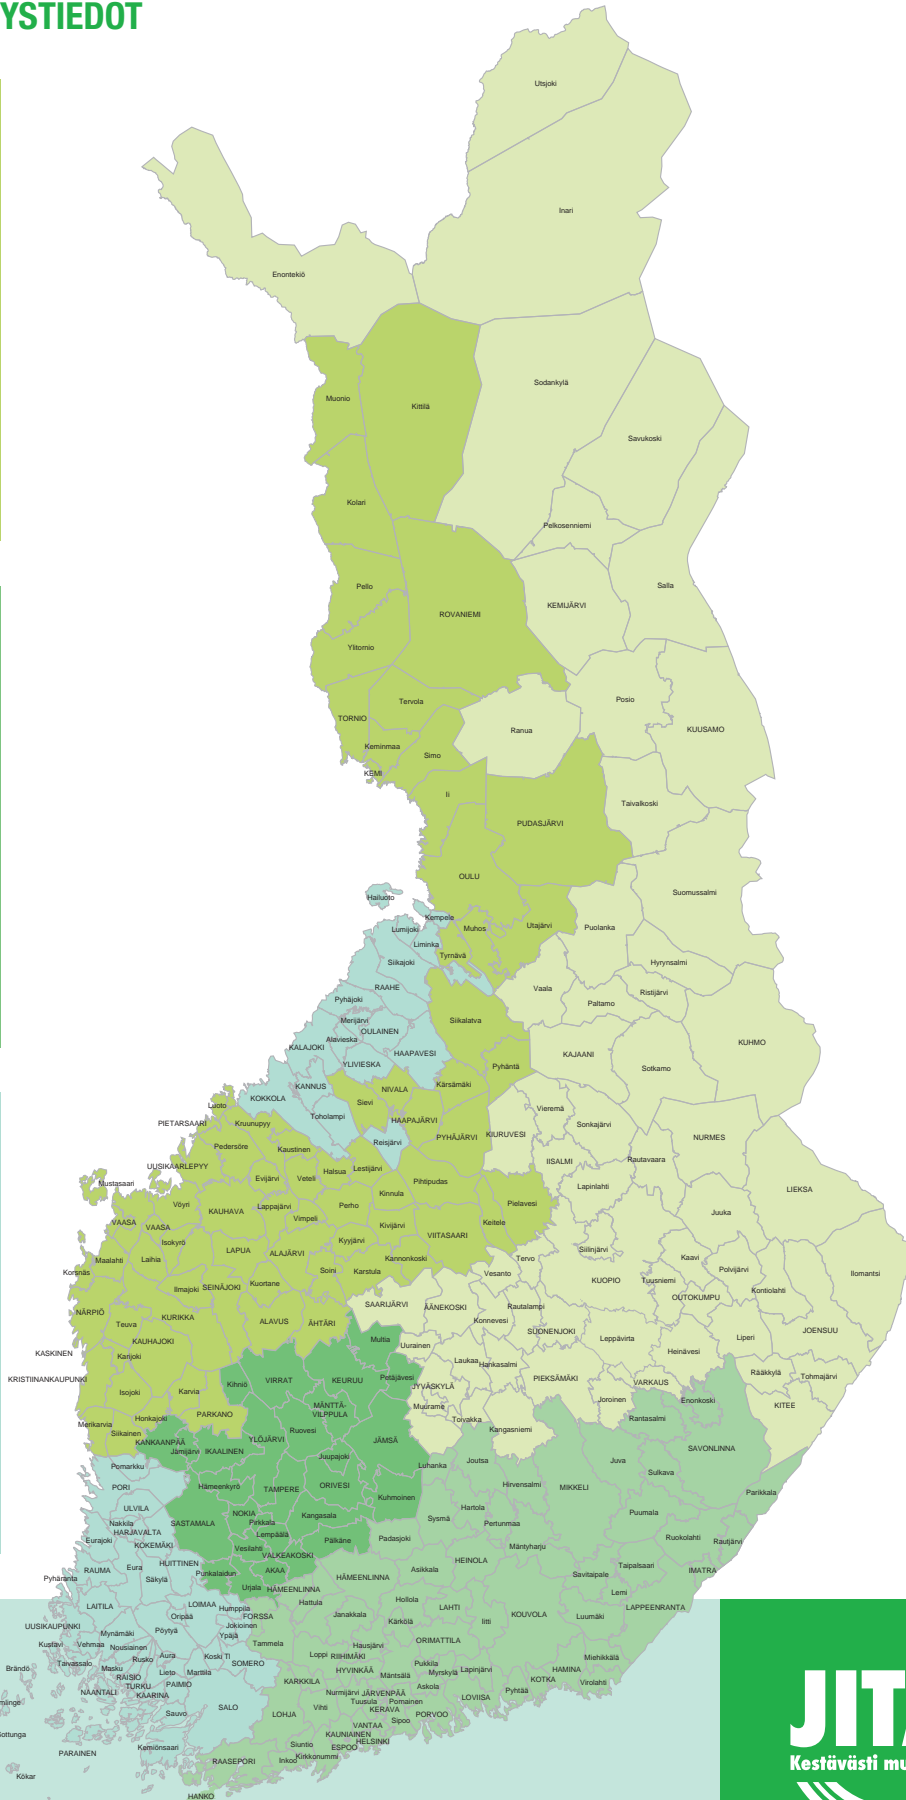 YSTIEDOT
Utsjoki
Inari
Enontekiö
Sodankylä
Muonio
Kittilä
Savukoski
Kolari
Pelkosenniemi
Pello
Salla
KEMIJÄRVI
ROVANIEMI
Ylitornio
Tervola
Posio
TORNIO
Ranua
KUUSAMO
Keminmaa
Simo
KEMI
Ii
Taivalkoski
PUDASJÄRVI
OULU
Suomussalmi
Hailuoto
Kempele
Lumijoki
Muhos
Utajärvi
Puolanka
Liminka
Tyrnävä
Siikajoki
Hyrynsalmi
RAAHE
Vaala
Ristijärvi
Pyhäjoki
Paltamo
Merijärvi
Siikalatva
OULAINEN
Alavieska
KALAJOKI
KUHMO
HAAPAVESI
KAJAANI
YLIVIESKA
Pyhäntä
Sotkamo
KANNUS
NIVALA
Kärsämäki
KOKKOLA
Sievi
Luoto
Vieremä
Toholampi
HAAPAJÄRVI
PIETARSAARI
Kruunupyy
Sonkajärvi
PYHÄJÄRVI
KIURUVESI
NURMES
Reisjärvi
Pedersöre
Kaustinen
IISALMI
Rautavaara
UUSIKAARLEPYY
Halsua
Lestijärvi
Evijärvi
Veteli
Pihtipudas
Mustasaari
Lapinlahti
LIEKSA
Kinnula
Vöyri
Perho
Pielavesi
Lappajärvi
KAUHAVA
Juuka
Vimpeli
VAASA
VAASA
Kivijärvi
Keitele
VIITASAARI
Kyyjärvi
Isokyrö
LAPUA
ALAJÄRVI
Siilinjärvi
Maalahti
Laihia
Kannonkoski
Tervo
Kaavi
Korsnäs
Soini
Karstula
Vesanto
Polvijärvi
Ilomantsi
Ilmajoki
SEINÄJOKI
Kuortane
KUOPIO
Tuusniemi
Kontiolahti
OUTOKUMPU
NÄRPIÖ
SAARIJÄRVI
ÄÄNEKOSKI
Rautalampi
Teuva
KURIKKA
ALAVUS
ÄHTÄRI
Konnevesi
SUONENJOKI
JOENSUU
KAUHAJOKI
Multia
Uurainen
Leppävirta
Liperi
KASKINEN
Karijoki
Laukaa
Hankasalmi
Heinävesi
KRISTIINANKAUPUNKI
Kihniö
VIRRAT
KEURUU
Petäjävesi
PIEKSÄMÄKI
VARKAUS
Rääkkylä
Tohmajärvi
Isojoki
Karvia
JYVÄSKYLÄ
Joroinen
Enonkoski
KITEE
MÄNTTÄ-
VILPPULA
Muurame
Honkajoki
PARKANO
Toivakka
Rantasalmi
Merikarvia
Siikainen
Ruovesi
Kangasniemi
KANKAANPÄÄ
YLÖJÄRVI
JÄMSÄ
SAVONLINNA
Jämijärvi
IKAALINEN
Juupajoki
Luhanka
Joutsa
Juva
Pomarkku
Sulkava
PORI
Hämeenkyrö
TAMPERE
ORIVESI
Hirvensalmi
MIKKELI
Parikkala
Kuhmoinen
Hartola
ULVILA
NOKIA
Kangasala
Sysmä
Puumala
Nakkila
SASTAMALA
Pirkkala
Pertunmaa
HARJAVALTA
Lempäälä
Padasjoki
Ruokolahti
Eurajoki
KOKEMÄKI
Vesilahti
Pälkäne
Mäntyharju
Rautjärvi
VALKEAKOSKI
HEINOLA
HUITTINEN
Taipalsaari
RAUMA
Eura
AKAA
Asikkala
IMATRA
Pyhäranta
Säkylä
Punkalaidun
HÄMEENLINNA
Savitaipale
Urjala
HÄMEENLINNA
Lemi
Hollola
LAITILA
LOIMAA
Humppila
Hattula
LAHTI
LAPPEENRANTA
Oripää
FORSSA
Janakkala
KOUVOLA
Luumäki
UUSIKAUPUNKI
Mynämäki
Pöytyä
Jokioinen
Kärkölä
Iitti
Ypäjä
Kustavi
Vehmaa
Nousiainen
Tammela
Hausjärvi
ORIMATTILA
Rusko
Aura
Koski Tl
Loppi
RIIHIMÄKI
Miehikkälä
Brändö
Taivassalo
Masku
Lieto
Marttila
SOMERO
HYVINKÄÄ
Pukkila
Lapinjärvi
HAMINA
RAISIO
PAIMIO
KARKKILA
Mäntsälä
Myrskylä
KOTKA
Virolahti
NAANTALI
TURKU
KAARINA
Nurmijärvi
JÄRVENPÄÄ
Askola
Pyhtää
mlinge
SALO
Vihti
Tuusula
Pornainen
LOVIISA
Sauvo
LOHJA
KERAVA
PORVOO
VANTAA
Sipoo
ottunga
KAUNIAINEN
HELSINKI
Kemiönsaari
Siuntio
ESPOO
PARAINEN
RAASEPORI
Inkoo
Kirkkonummi
Kökar
HANKO
JITA
Kestävästi mu